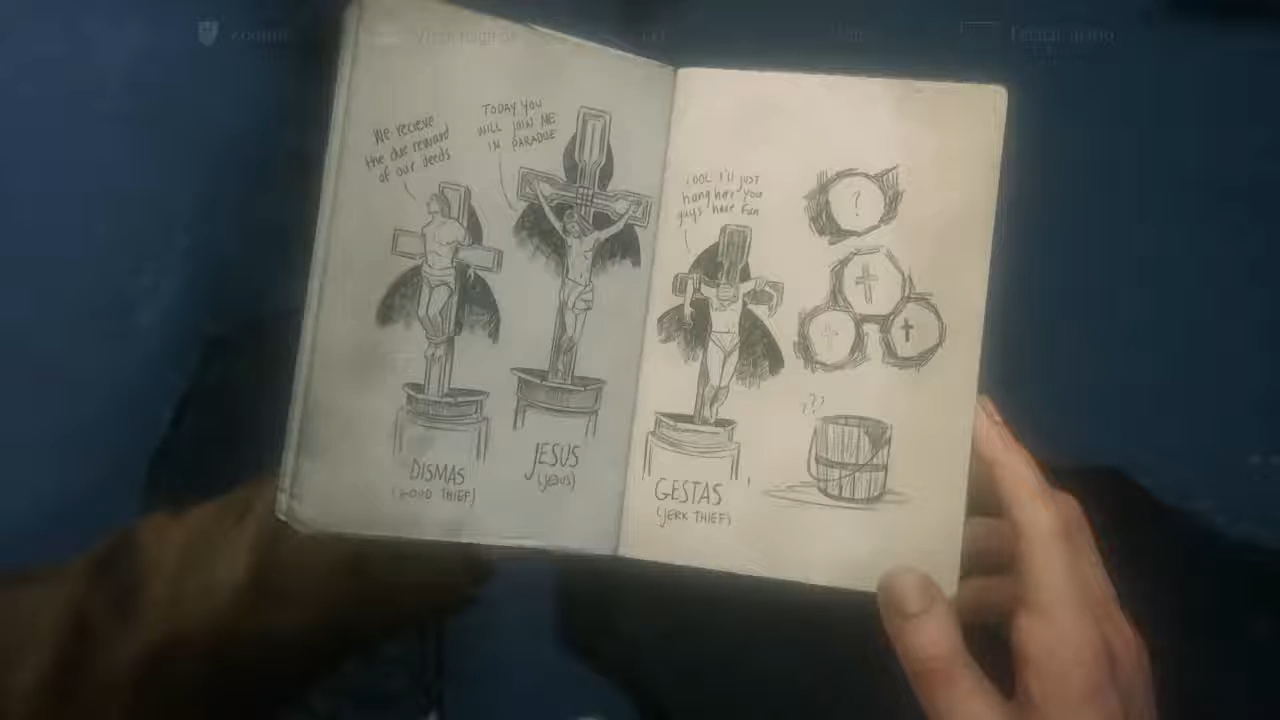 We recieve
the due reward
of our deeds
TODAY YOU
WILL JOIN ME
IN PARADISE
COOL I'll JUST
hang here you
guys have fun
?
???
DISMAS
(GOOD THIEF)
JESUS
(JESUS)
GESTAS
(JERK THIEF)